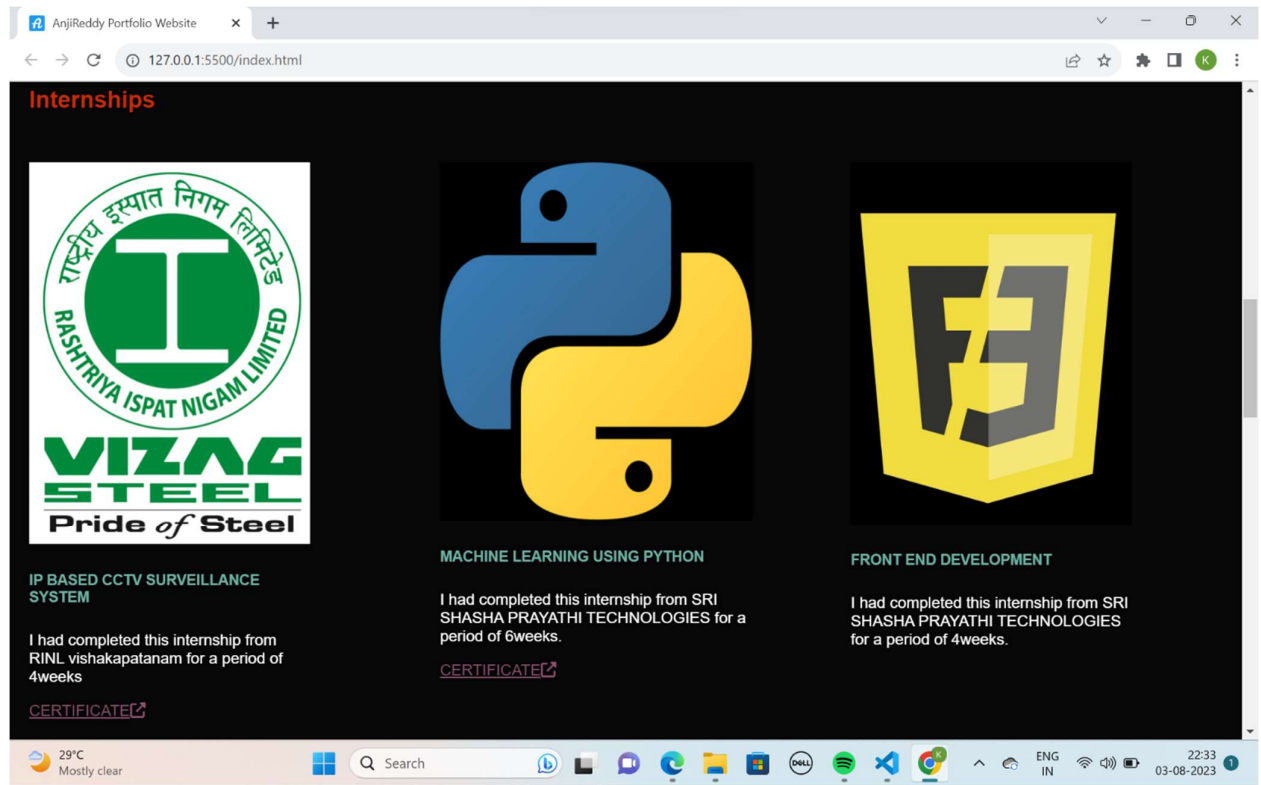 AnjiReddy Portfolio Website
127.0.0.1:5500/index.html
K
Internships
राष्ट्रीय इस्पात निगम लिमिटेड
RASHTRIYA ISPAT NIGAM LIMITED
VIZAG
STEEL
Pride of Steel
IP BASED CCTV SURVEILLANCE
SYSTEM
I had completed this internship from
RINL vishakapatanam for a period of
4weeks
CERTIFICATE
MACHINE LEARNING USING PYTHON
I had completed this internship from SRI
SHASHA PRAYATHI TECHNOLOGIES for a
period of 6weeks.
CERTIFICATE
FRONT END DEVELOPMENT
I had completed this internship from SRI
SHASHA PRAYATHI TECHNOLOGIES
for a period of 4weeks.
29°C
Mostly clear
Search
DELL
K
ENG
IN
22:33
03-08-2023
1